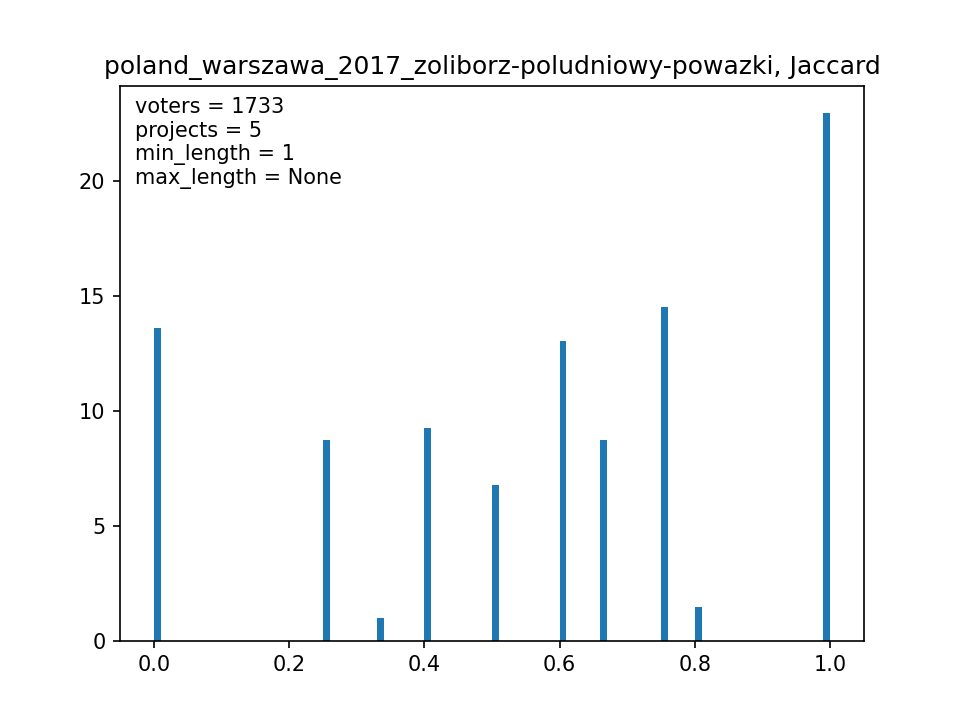 poland_warszawa_2017_zoliborz-poludniowy-powazki, Jaccard
voters = 1733
projects = 5
min_length = 1
max_length = None
20
15
10
5
0
0.0 0.2 0.4 0.6 0.8 1.0